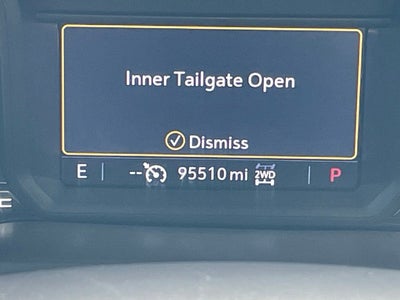 Inner Tailgate Open
Dismiss
E -- 95510 mi 2WD P